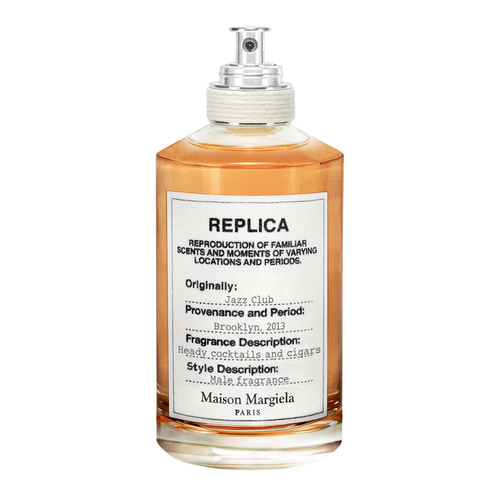 REPLICA
REPRODUCTION OF FAMILIAR
SCENTS AND MOMENTS OF VARYING
LOCATIONS AND PERIODS.
Originally:
Jazz Club
Provenance and Period:
Brooklyn, 2013
Fragrance Description:
Heady cocktails and cigars
Style Description:
Male fragrance
Maison Margiela
PARIS